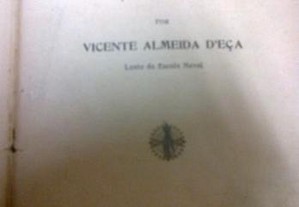 POR
VICENTE ALMEIDA D'EÇA
Lente da Escola Naval